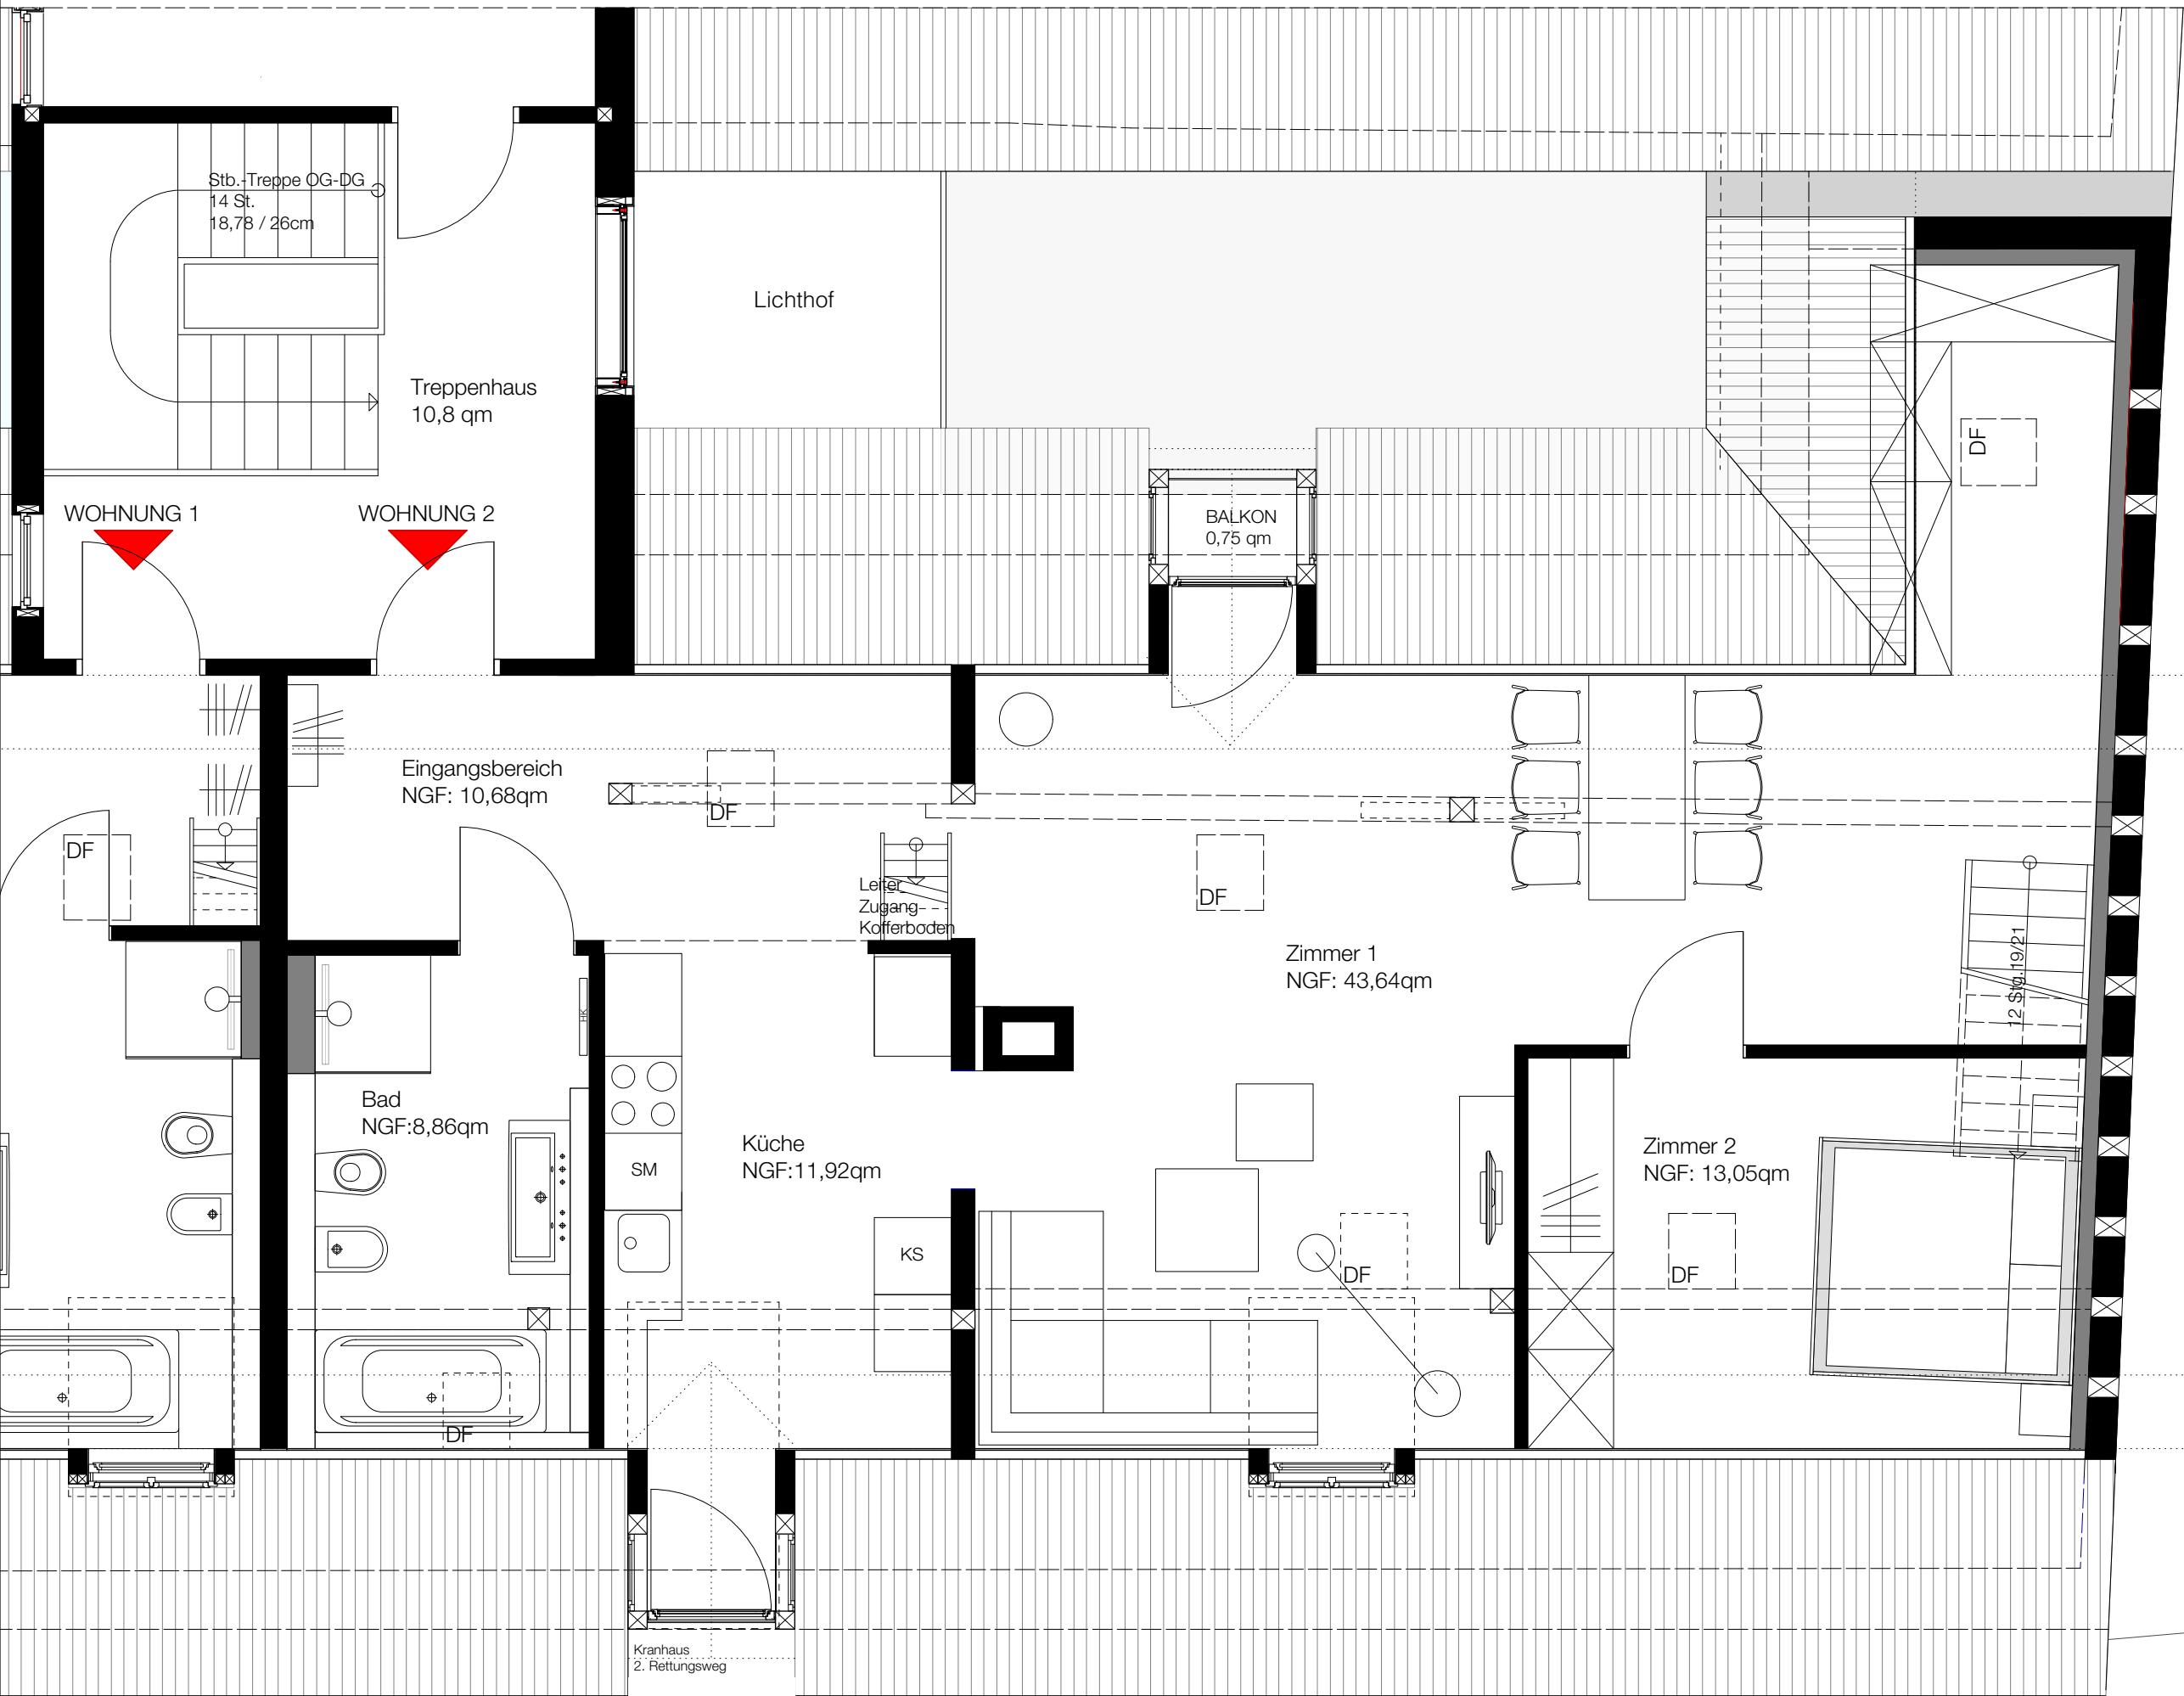 Stb.-Treppe OG-DG
14 St.
18,78 / 26cm
Lichthof
Treppenhaus
10,8 qm
DF
WOHNUNG 1
WOHNUNG 2
BALKON
0,75 qm
Eingangsbereich
NGF: 10,68qm
DF
DF
DF
Leiter
Zugang
Kofferboden
Zimmer 1
NGF: 43,64qm
12 Stg.19/21
HK
Bad
NGF:8,86qm
Küche
NGF:11,92qm
SM
Zimmer 2
NGF: 13,05qm
KS
DF
DF
DF
Kranhaus
2. Rettungsweg